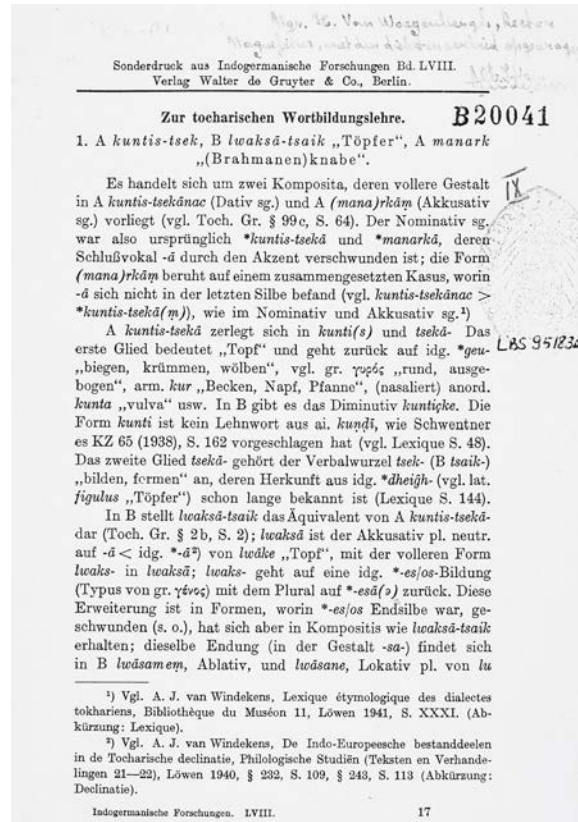 Mgr. H. Van Waeyenbergh, Rector
Sonderdruck aus Indogermanische Forschungen Bd. LVIII.
Verlag Walter de Gruyter & Co., Berlin.
Zur tocharischen Wortbildungslehre.
B20041
1. A kuntis-tsek, B lwaksā-tsaik „Töpfer“, A manark
„(Brahmanen)knabe“.
IX
Es handelt sich um zwei Komposita, deren vollere Gestalt
in A kuntis-tsekānac (Dativ sg.) und A (mana)rkāṃ (Akkusativ
sg.) vorliegt (vgl. Toch. Gr. § 99c, S. 64). Der Nominativ sg.
war also ursprünglich *kuntis-tsekā und *manarkā, deren
Schlußvokal -ā durch den Akzent verschwunden ist; die Form
(mana)rkāṃ beruht auf einem zusammengesetzten Kasus, worin
-ā sich nicht in der letzten Silbe befand (vgl. kuntis-tsekānac >
*kuntis-tsekā(ṃ)), wie im Nominativ und Akkusativ sg.¹)
A kuntis-tsekā zerlegt sich in kunti(s) und tsekā- Das
LBS 951830
erste Glied bedeutet „Topf“ und geht zurück auf idg. *geu-
„biegen, krümmen, wölben“, vgl. gr. γυρός „rund, ausge-
bogen“, arm. kur „Becken, Napf, Pfanne“, (nasaliert) anord.
kunta „vulva“ usw. In B gibt es das Diminutiv kuntiçke. Die
Form kunti ist kein Lehnwort aus ai. kuṇḍī, wie Schwentner
es KZ 65 (1938), S. 162 vorgeschlagen hat (vgl. Lexique S. 48).
Das zweite Glied tsekā- gehört der Verbalwurzel tsek- (B tsaik-)
„bilden, formen“ an, deren Herkunft aus idg. *dheiĝh- (vgl. lat.
figulus „Töpfer“) schon lange bekannt ist (Lexique S. 144).
In B stellt lwaksā-tsaik das Äquivalent von A kuntis-tsekā-
dar (Toch. Gr. § 2b, S. 2); lwaksā ist der Akkusativ pl. neutr.
auf -ā < idg. *-ā²) von lwāke „Topf“, mit der volleren Form
lwaks- in lwaksā; lwaks- geht auf eine idg. *-es/os-Bildung
(Typus von gr. γένος) mit dem Plural auf *-esā(ə) zurück. Diese
Erweiterung ist in Formen, worin *-es/os Endsilbe war, ge-
schwunden (s. o.), hat sich aber in Kompositis wie lwaksā-tsaik
erhalten; dieselbe Endung (in der Gestalt -sa-) findet sich
in B lwāsameṃ, Ablativ, und lwāsane, Lokativ pl. von lu
¹) Vgl. A. J. van Windekens, Lexique étymologique des dialectes
tokhariens, Bibliothèque du Muséon 11, Löwen 1941, S. XXXI. (Ab-
kürzung: Lexique).
²) Vgl. A. J. van Windekens, De Indo-Europeesche bestanddeelen
in de Tocharische declinatie, Philologische Studiën (Teksten en Verhande-
lingen 21—22), Löwen 1940, § 232, S. 109, § 243, S. 113 (Abkürzung:
Declinatie).
Indogermanische Forschungen. LVIII. 17